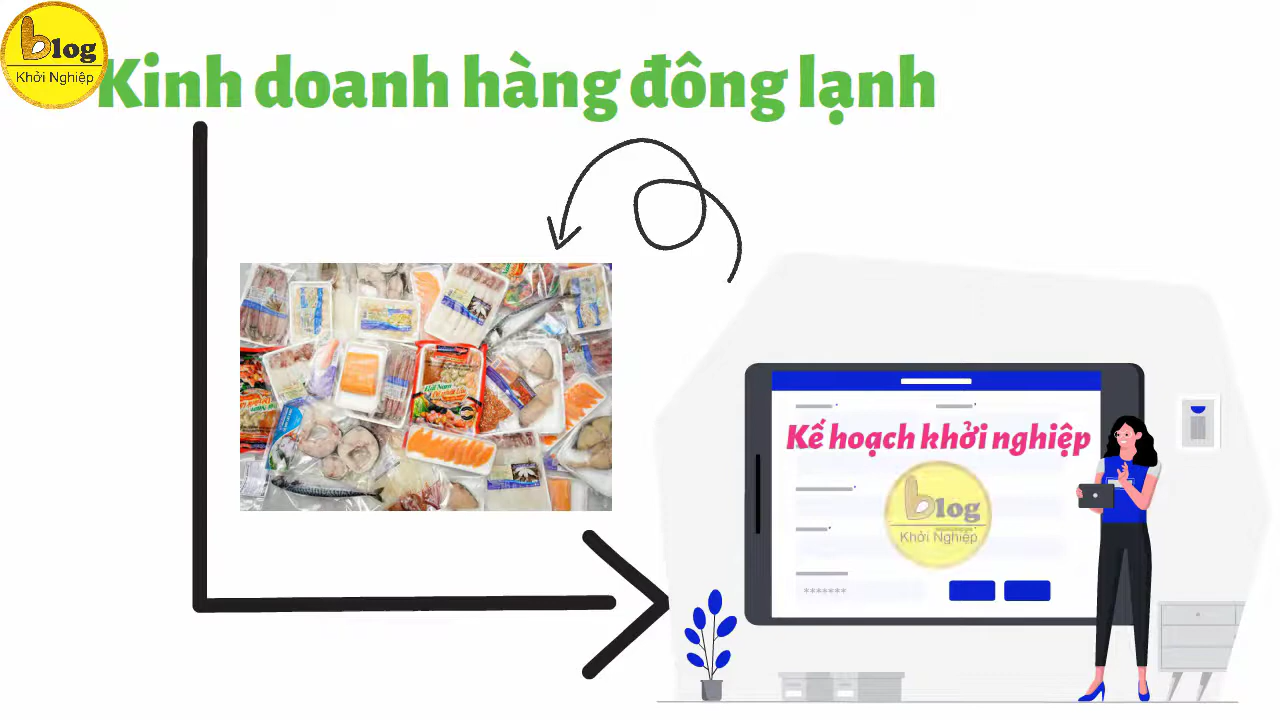 blog
Khởi Nghiệp
Kinh doanh hàng đông lạnh
Kế hoạch khởi nghiệp
blog
Khởi Nghiệp
*******